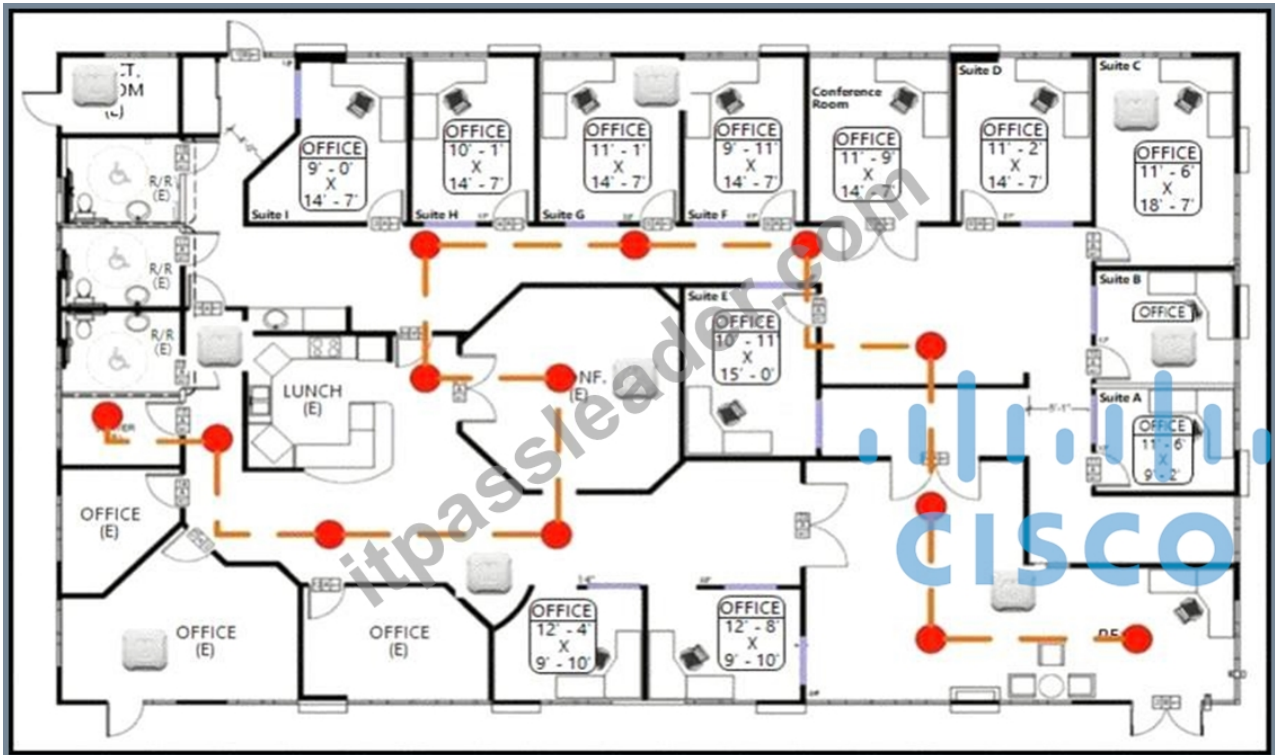 Suite D
Suite C
Conference
Room
OFFICE
9' - 0'
X
14' - 7'
Suite I
OFFICE
10' - 1'
X
14' - 7'
Suite H
OFFICE
11' - 1'
X
14' - 7'
Suite G
OFFICE
9' - 11'
X
14' - 7'
Suite F
OFFICE
11' - 9'
X
14' - 7'
OFFICE
11' - 2'
X
14' - 7'
OFFICE
11' - 6'
X
18' - 7'
R/R
(E)
R/R
(E)
R/R
(E)
Suite B
OFFICE
Suite E
OFFICE
10' - 11
X
15' - 0'
LUNCH
(E)
NF.
(E)
Suite A
OFFICE
11' - 6'
X
9' - 2'
OFFICE
(E)
OFFICE
(E)
OFFICE
(E)
OFFICE
12' - 4'
X
9' - 10'
OFFICE
12' - 8'
X
9' - 10'
CISCO
itpassleader.com